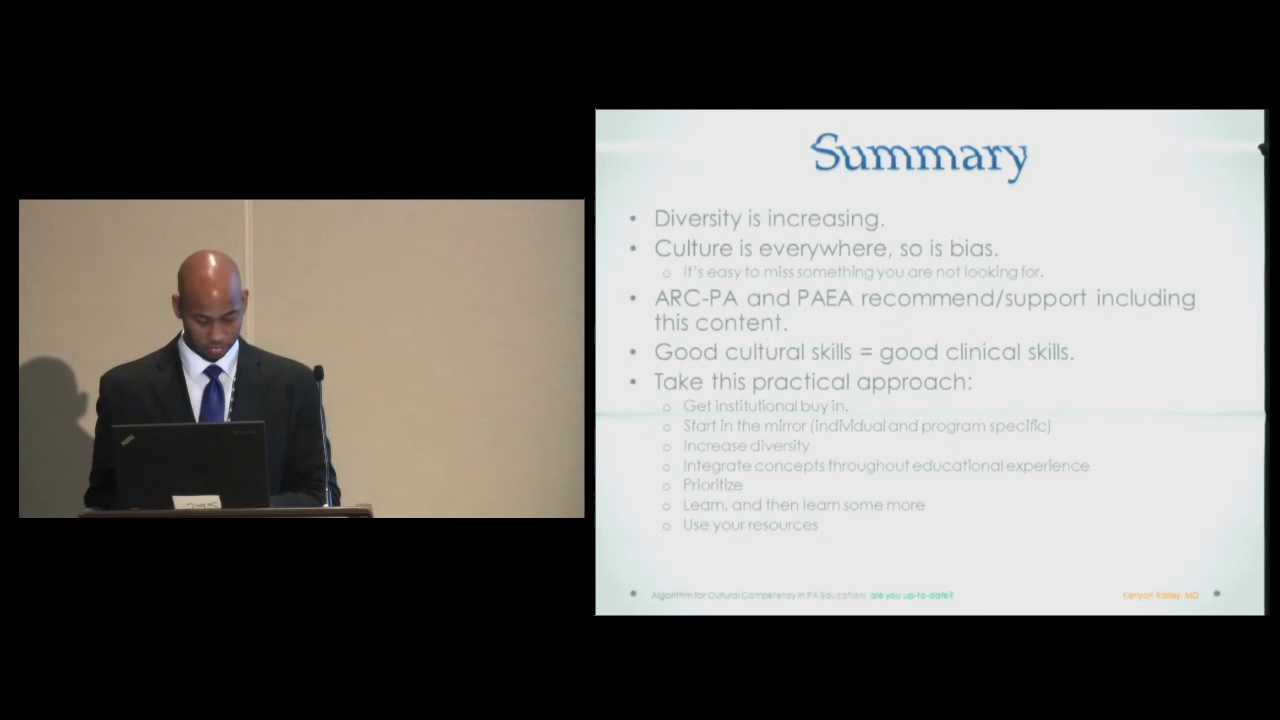 Summary
• Diversity is increasing.
• Culture is everywhere, so is bias.
o It's easy to miss something you are not looking for.
• ARC-PA and PAEA recommend/support including
this content.
• Good cultural skills = good clinical skills.
• Take this practical approach:
o Get institutional buy in.
o Start in the mirror (individual and program specific)
o Increase diversity
o Integrate concepts throughout educational experience
o Prioritize
o Learn, and then learn some more
o Use your resources
Algorithm for Cultural Competency in PA Education: are you up-to-date?
Kenyon Railey, MD